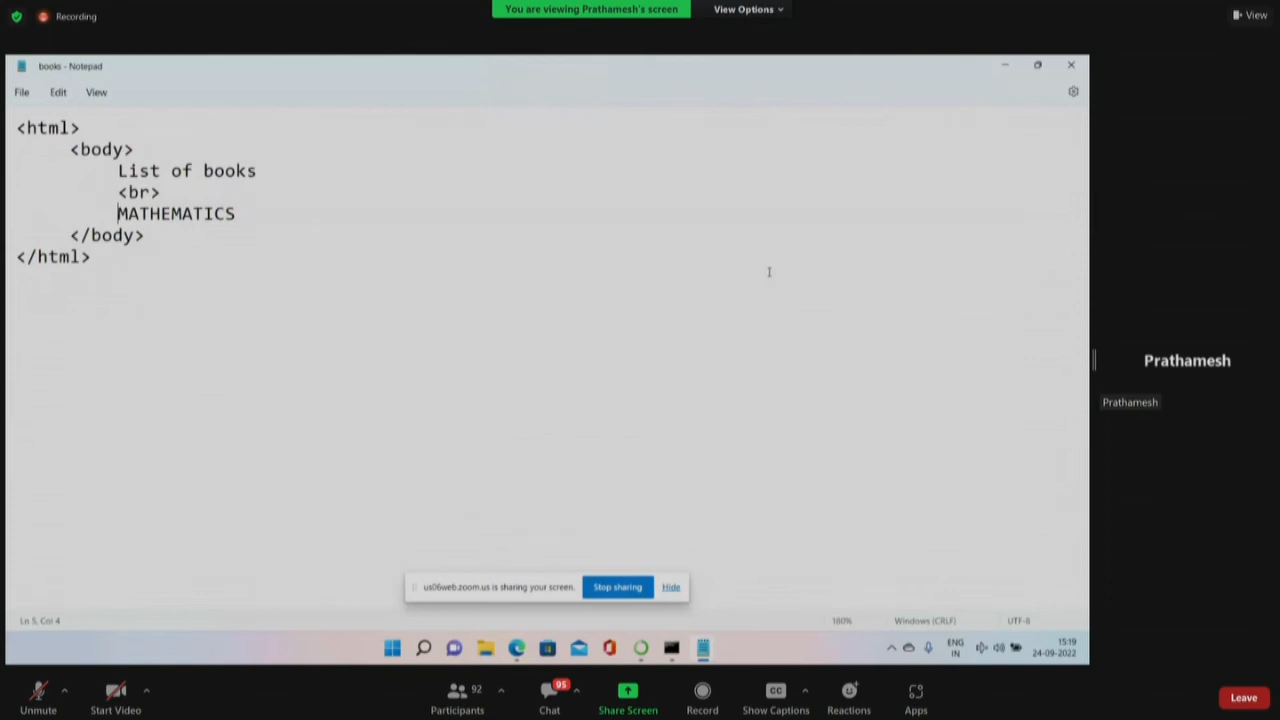 Recording
You are viewing Prathamesh's screen
View Options
View
books - Notepad
File Edit View
<html>
<body>
List of books
<br>
MATHEMATICS
</body>
</html>
Prathamesh
Prathamesh
us06web.zoom.us is sharing your screen.
Stop sharing
Hide
Ln 5, Col 4
180%
Windows (CRLF)
UTF-8
ENG
IN
15:19
24-09-2022
Unmute
Start Video
92
Participants
95
Chat
Share Screen
Record
CC
Show Captions
Reactions
Apps
Leave